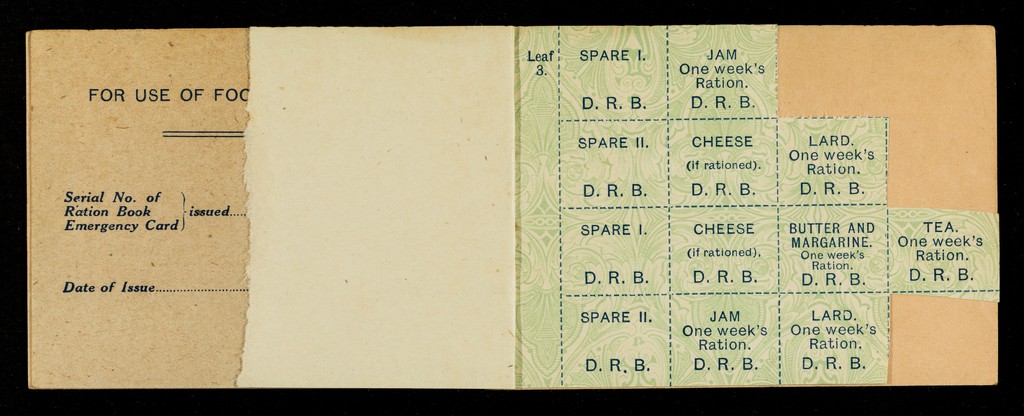 FOR USE OF FOO
Serial No. of
Ration Book
Emergency Card
issued.....
Date of Issue........................
Leaf
3.
SPARE I.
D. R. B.
JAM
One week's
Ration.
D. R. B.
SPARE II.
D. R. B.
CHEESE
(if rationed).
D. R. B.
LARD.
One week's
Ration.
D. R. B.
SPARE I.
D. R. B.
CHEESE
(if rationed).
D. R. B.
BUTTER AND
MARGARINE.
One week's
Ration.
D. R. B.
TEA.
One week's
Ration.
D. R. B.
SPARE II.
D. R. B.
JAM
One week's
Ration.
D. R. B.
LARD.
One week's
Ration.
D. R. B.